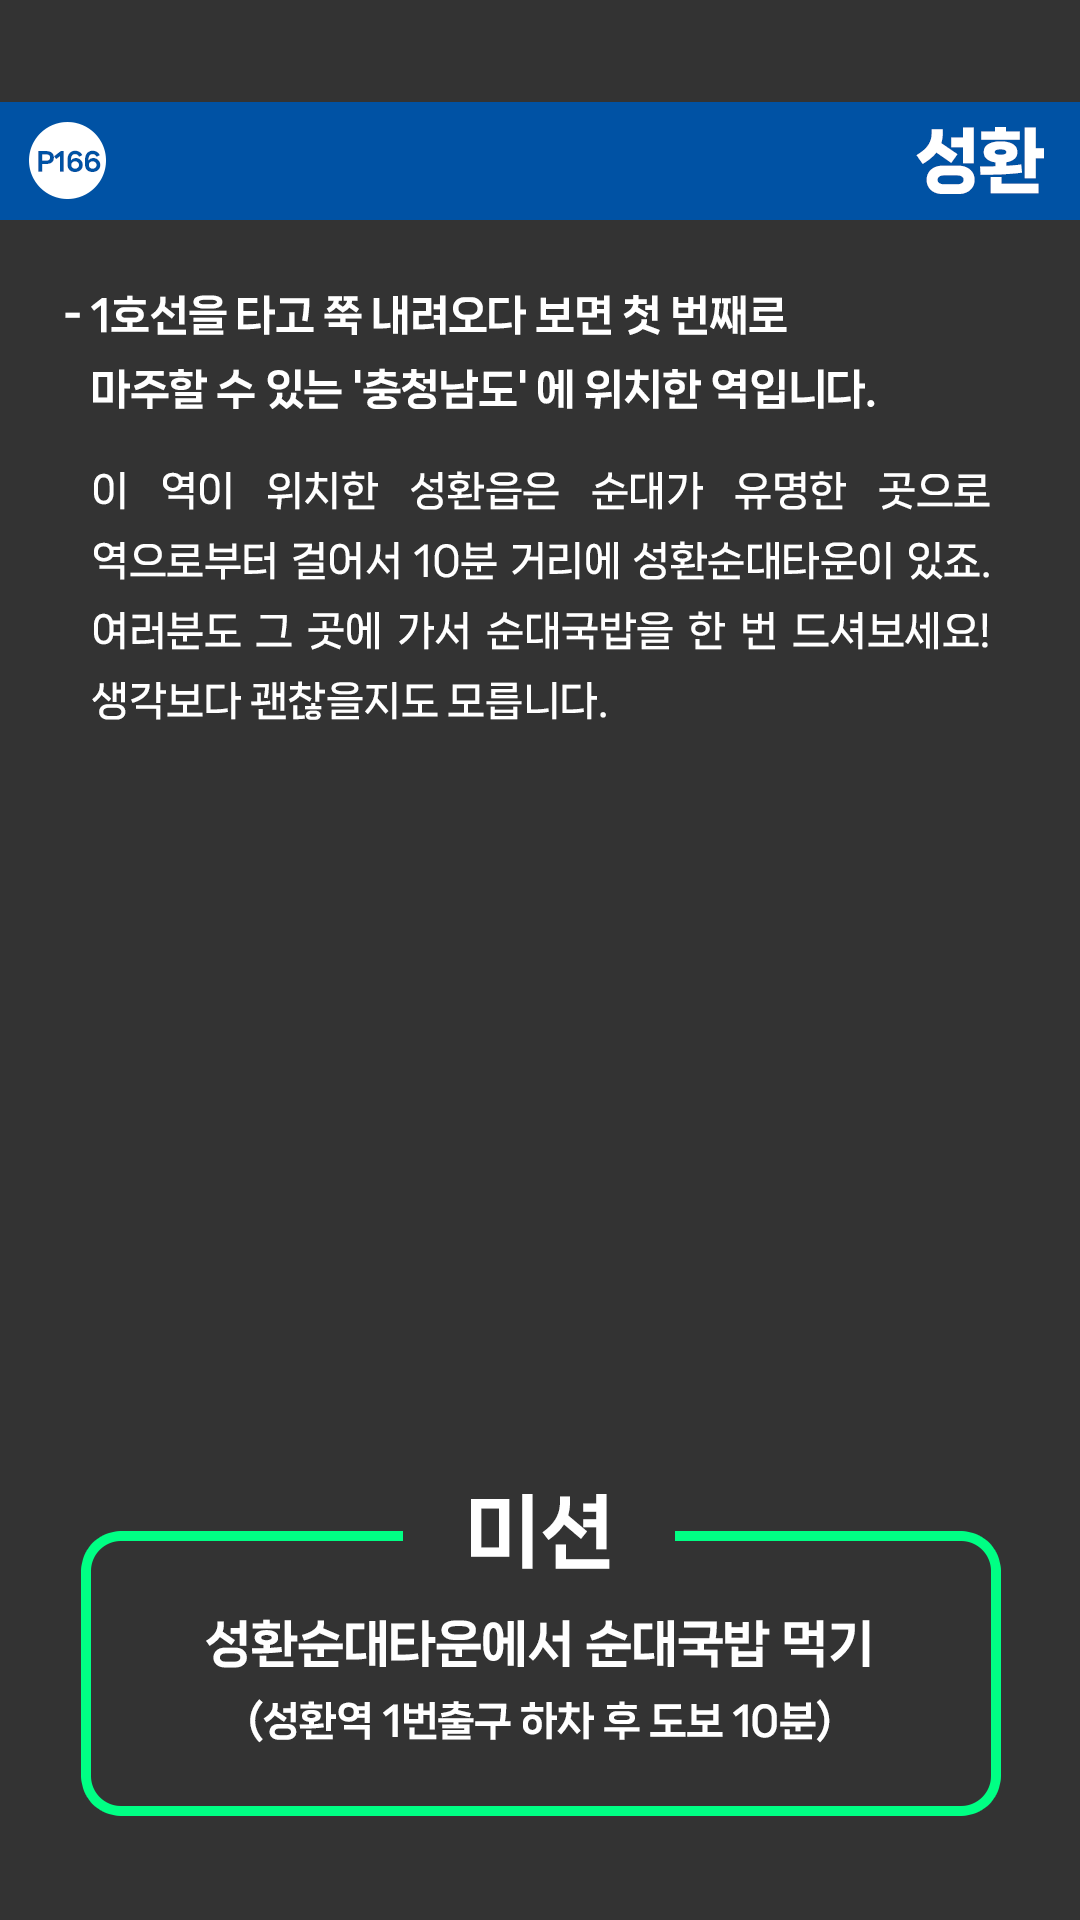 P166
성환
- 1호선을 타고 쭉 내려오다 보면 첫 번째로
마주할 수 있는 '충청남도' 에 위치한 역입니다.
이 역이 위치한 성환읍은 순대가 유명한 곳으로
역으로부터 걸어서 10분 거리에 성환순대타운이 있죠.
여러분도 그 곳에 가서 순대국밥을 한 번 드셔보세요!
생각보다 괜찮을지도 모릅니다.
미션
성환순대타운에서 순대국밥 먹기
(성환역 1번출구 하차 후 도보 10분)